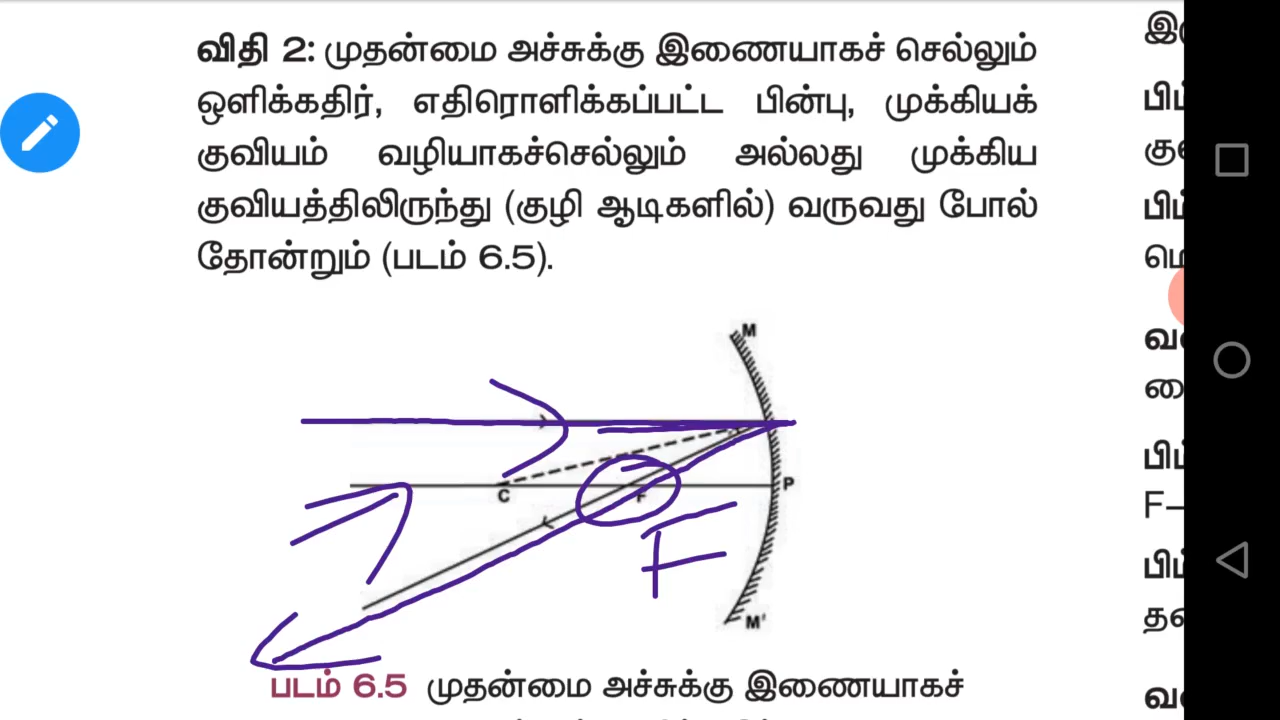 விதி 2: முதன்மை அச்சுக்கு இணையாகச் செல்லும்
ஒளிக்கதிர், எதிரொளிக்கப்பட்ட பின்பு, முக்கியக்
குவியம் வழியாகச்செல்லும் அல்லது முக்கிய
குவியத்திலிருந்து (குழி ஆடிகளில்) வருவது போல்
தோன்றும் (படம் 6.5).
M
C
F
P
F
M'
படம் 6.5 முதன்மை அச்சுக்கு இணையாகச்
F–